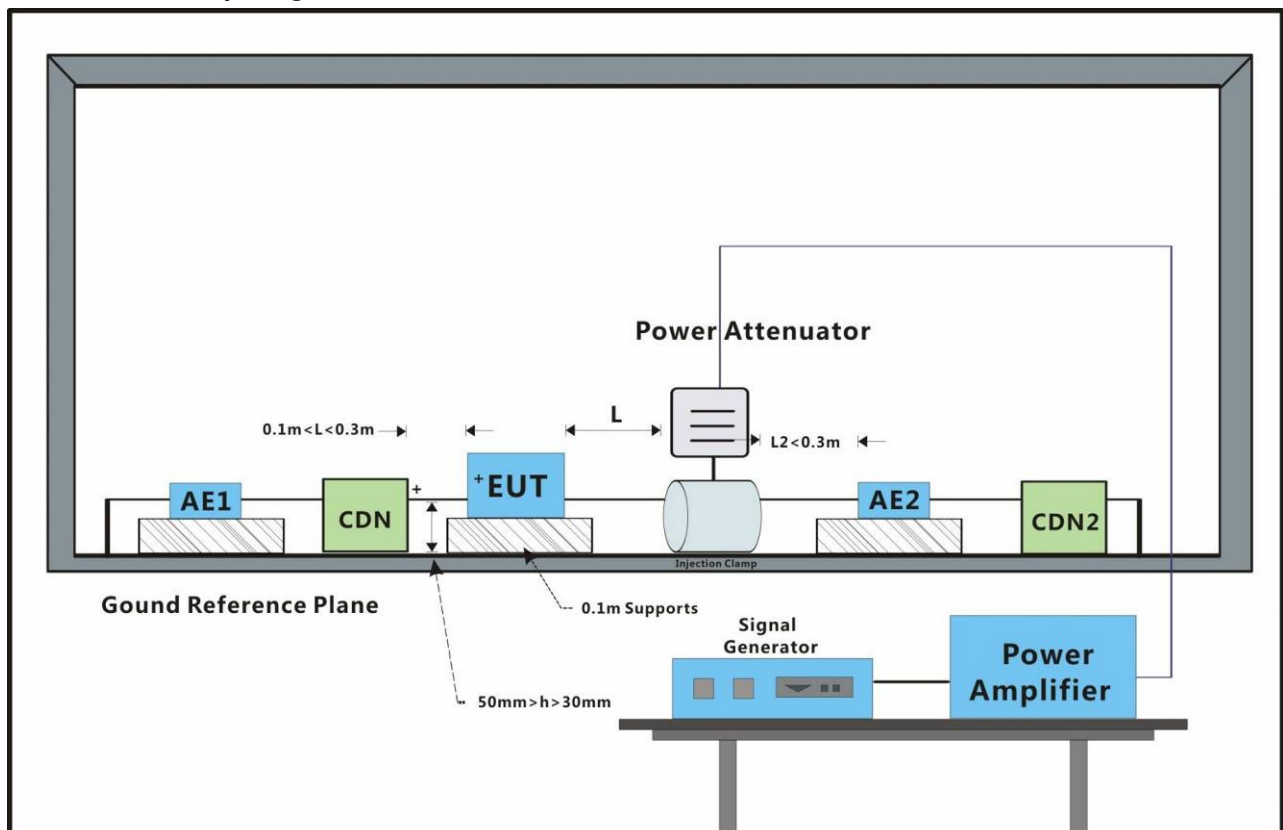 Power Attenuator
0.1m<L<0.3m
L
L2<0.3m
AE1
CDN
+
+EUT
AE2
CDN2
Injection Clamp
Gound Reference Plane
0.1m Supports
50mm>h>30mm
Signal
Generator
Power
Amplifier